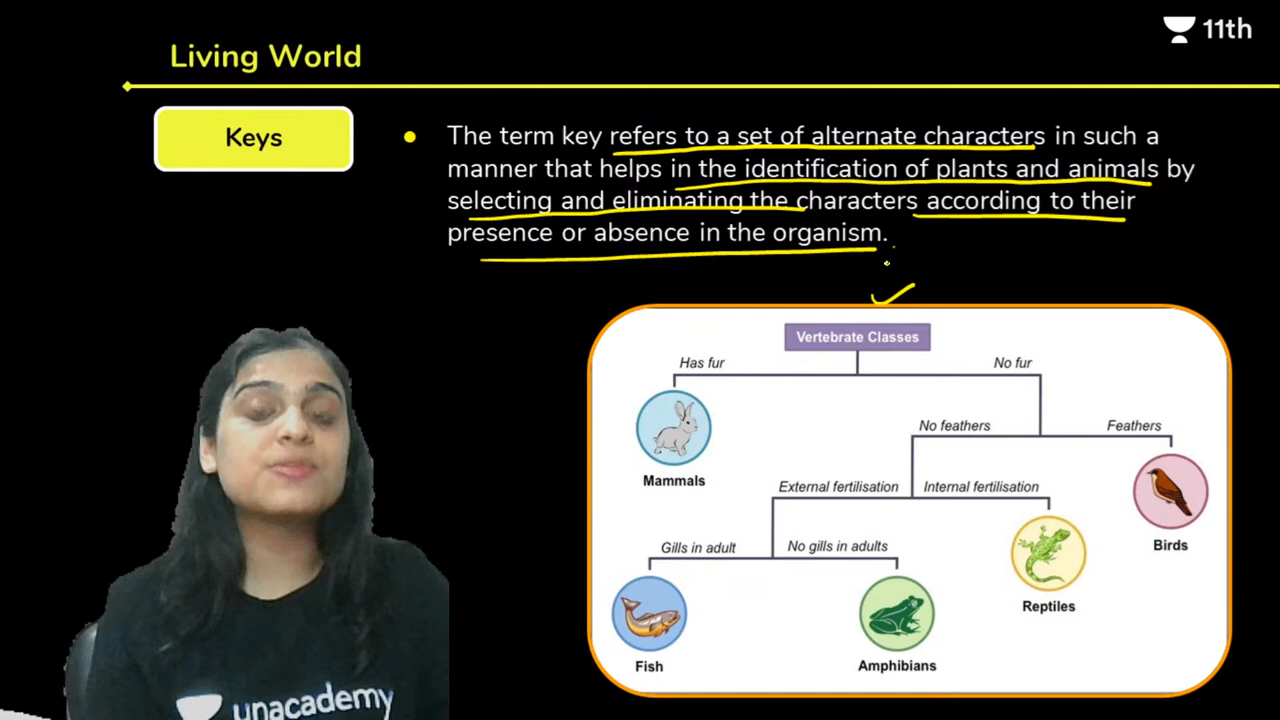 11th
Living World
Keys
The term key refers to a set of alternate characters in such a
manner that helps in the identification of plants and animals by
selecting and eliminating the characters according to their
presence or absence in the organism.
Vertebrate Classes
Has fur
No fur
No feathers
Feathers
Mammals
External fertilisation
Internal fertilisation
Birds
Gills in adult
No gills in adults
Reptiles
Fish
Amphibians
unacademy